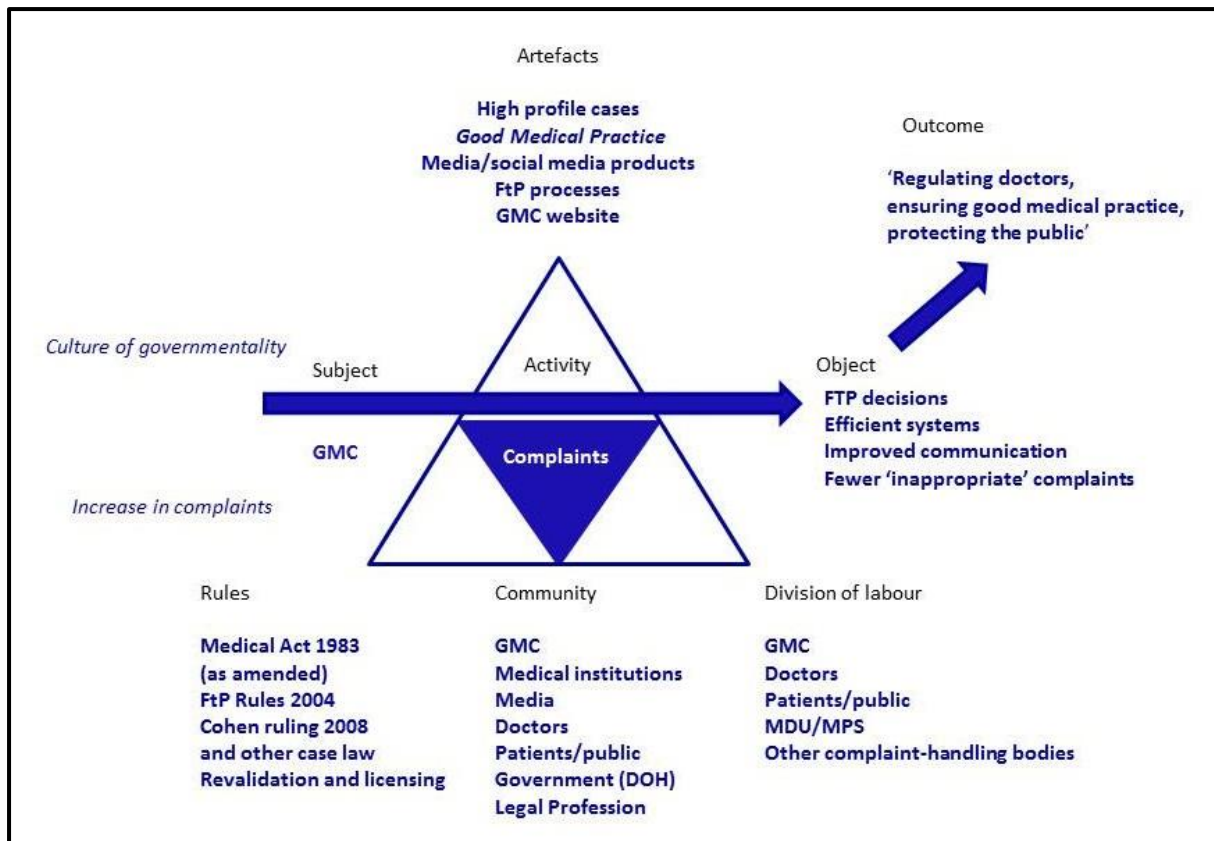 Artefacts
High profile cases
Good Medical Practice
Media/social media products
FtP processes
GMC website
Outcome
‘Regulating doctors,
ensuring good medical practice,
protecting the public’
Culture of governmentality
Subject
Activity
Object
GMC
Complaints
FTP decisions
Efficient systems
Improved communication
Fewer ‘inappropriate’ complaints
Increase in complaints
Rules
Medical Act 1983
(as amended)
FtP Rules 2004
Cohen ruling 2008
and other case law
Revalidation and licensing
Community
GMC
Medical institutions
Media
Doctors
Patients/public
Government (DOH)
Legal Profession
Division of labour
GMC
Doctors
Patients/public
MDU/MPS
Other complaint-handling bodies